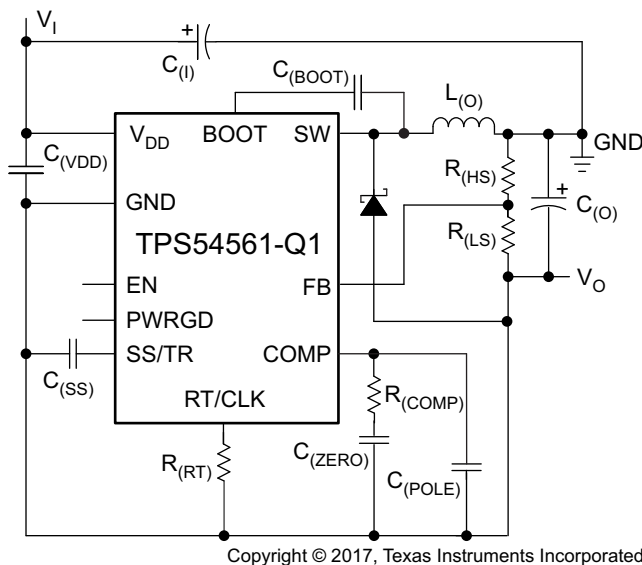 V_I
C_(I)
C_(BOOT)
L_(O)
V_DD
BOOT
SW
GND
C_(VDD)
R_(HS)
GND
C_(O)
TPS54561-Q1
R_(LS)
EN
FB
V_O
PWRGD
SS/TR
COMP
C_(SS)
RT/CLK
R_(COMP)
R_(RT)
C_(ZERO)
C_(POLE)
Copyright © 2017, Texas Instruments Incorporated